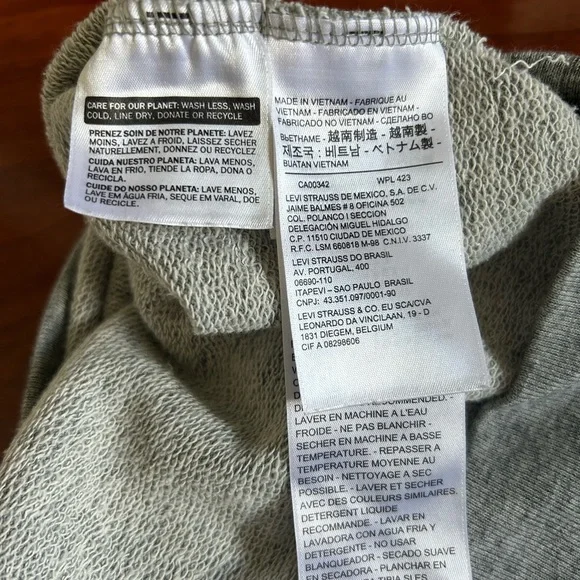 CARE FOR OUR PLANET: WASH LESS, WASH
COLD, LINE DRY, DONATE OR RECYCLE
PRENEZ SOIN DE NOTRE PLANETE: LAVEZ
MOINS, LAVEZ A FROID, LAISSEZ SECHER
NATURELLEMENT, DONNEZ OU RECYCLEZ
CUIDA NUESTRO PLANETA: LAVA MENOS,
LAVA EN FRIO, TIENDE LA ROPA, DONA O
RECICLA.
CUIDE DO NOSSO PLANETA: LAVE MENOS,
LAVE EM ÁGUA FRIA, SEQUE EM VARAL, DOE
OU RECICLE.
MADE IN VIETNAM - FABRIQUE AU
VIETNAM - FABRICADO EN VIETNAM -
FABRICADO NO VIETNAM - СДЕЛАНО ВО
ВЬЕТНАМЕ - 越南制造 - 越南製 -
제조국 : 베트남 - ベトナム製 -
BUATAN VIETNAM
CA00342 WPL 423
LEVI STRAUSS DE MEXICO, S.A. DE C.V.
JAIME BALMES # 8 OFICINA 502
COL. POLANCO I SECCION
DELEGACIÓN MIGUEL HIDALGO
C.P. 11510 CIUDAD DE MEXICO
R.F.C. LSM 860818 M-98 C.N.I.V. 3337
LEVI STRAUSS DO BRASIL
AV. PORTUGAL, 400
06690-110
ITAPEVI – SAO PAULO BRASIL
CNPJ: 43.351.097/0001-90
LEVI STRAUSS & CO. EU SCA/CVA
LEONARDO DA VINCILAAN, 19 - D
1831 DIEGEM, BELGIUM
CIF A 08298606
RECOMMENDED. -
LAVER EN MACHINE A L'EAU
FROIDE - NE PAS BLANCHIR -
SECHER EN MACHINE A BASSE
TEMPERATURE - REPASSER A
TEMPERATURE MOYENNE AU
BESOIN - NETTOYAGE A SEC
POSSIBLE. - LAVER ET SECHER
AVEC DES COULEURS SIMILAIRES.
DETERGENT LIQUIDE
RECOMMANDE. - LAVAR EN
LAVADORA CON AGUA FRIA Y
DETERGENTE - NO USAR
BLANQUEADOR - SECADO SUAVE
EN SECADORA - PLANCHAR EN